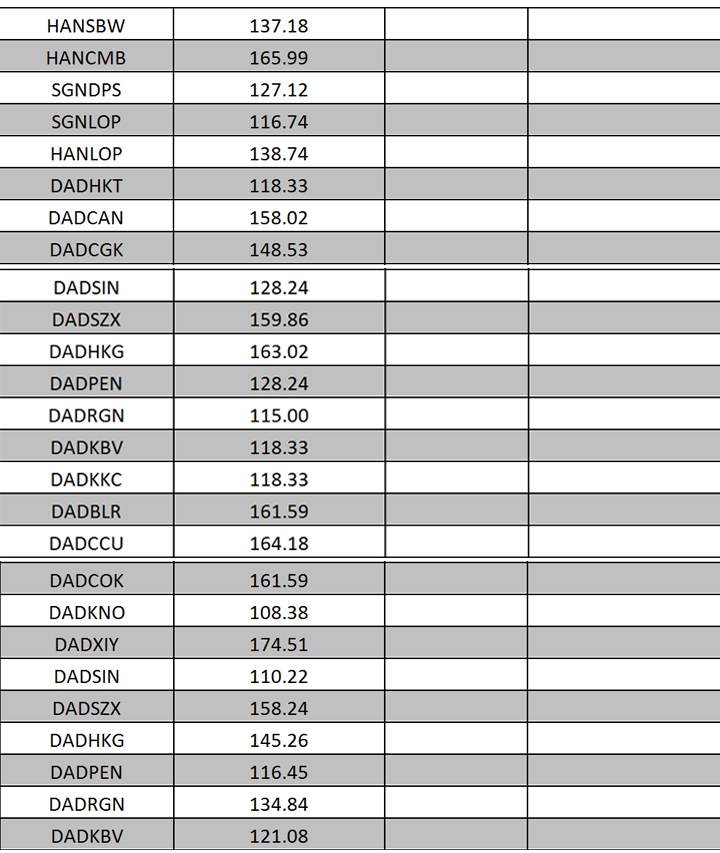 HANSBW 137.18
HANCMB 165.99
SGNDPS 127.12
SGNLOP 116.74
HANLOP 138.74
DADHKT 118.33
DADCAN 158.02
DADCGK 148.53
DADSIN 128.24
DADSZX 159.86
DADHKG 163.02
DADPEN 128.24
DADRGN 115.00
DADKBV 118.33
DADKKC 118.33
DADBLR 161.59
DADCCU 164.18
DADCOK 161.59
DADKNO 108.38
DADXIY 174.51
DADSIN 110.22
DADSZX 158.24
DADHKG 145.26
DADPEN 116.45
DADRGN 134.84
DADKBV 121.08